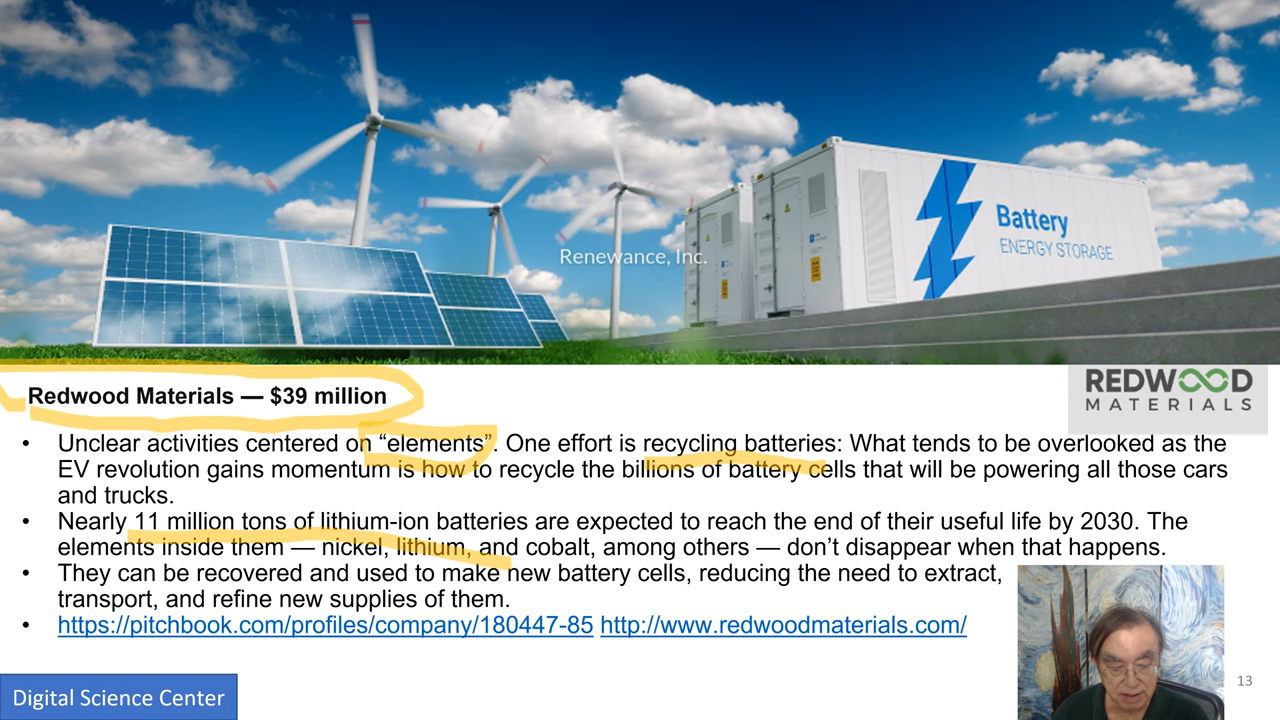 Renewance, Inc.
Battery
ENERGY STORAGE
Redwood Materials — $39 million
REDWOOD
MATERIALS
• Unclear activities centered on “elements”. One effort is recycling batteries: What tends to be overlooked as the
EV revolution gains momentum is how to recycle the billions of battery cells that will be powering all those cars
and trucks.
• Nearly 11 million tons of lithium-ion batteries are expected to reach the end of their useful life by 2030. The
elements inside them — nickel, lithium, and cobalt, among others — don’t disappear when that happens.
• They can be recovered and used to make new battery cells, reducing the need to extract,
transport, and refine new supplies of them.
• https://pitchbook.com/profiles/company/180447-85 http://www.redwoodmaterials.com/
Digital Science Center
13